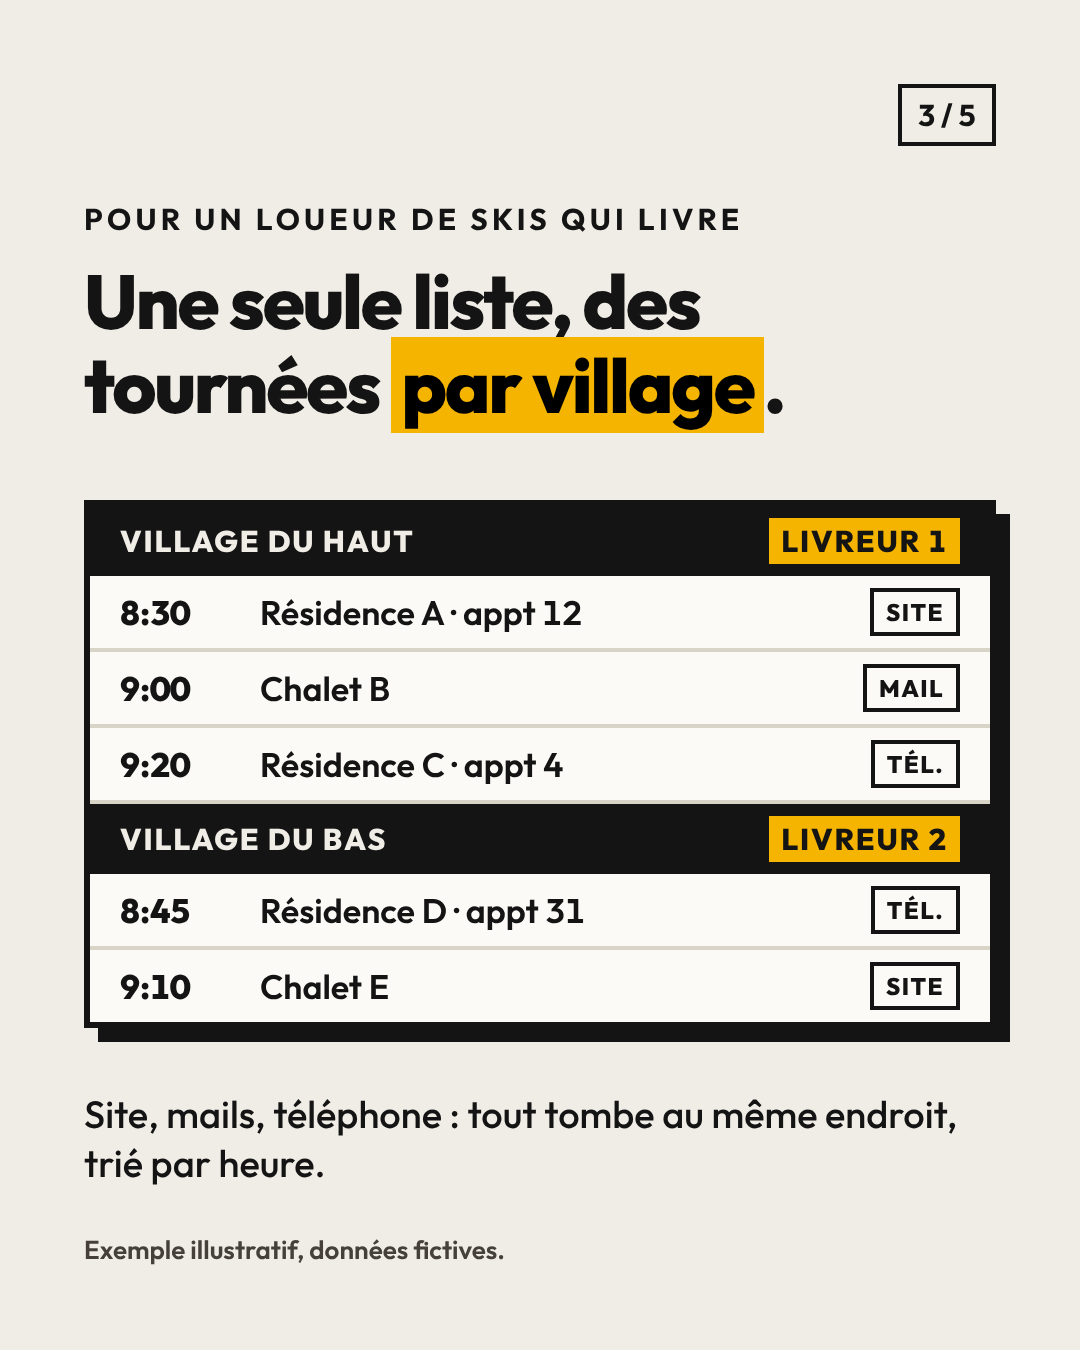 3 / 5
POUR UN LOUEUR DE SKIS QUI LIVRE
Une seule liste, des
tournées par village.
VILLAGE DU HAUT LIVREUR 1
8:30 Résidence A · appt 12 SITE
9:00 Chalet B MAIL
9:20 Résidence C · appt 4 TÉL.
VILLAGE DU BAS LIVREUR 2
8:45 Résidence D · appt 31 TÉL.
9:10 Chalet E SITE
Site, mails, téléphone : tout tombe au même endroit,
trié par heure.
Exemple illustratif, données fictives.